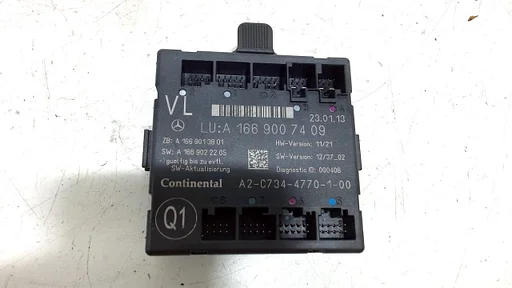 VL
23.01.13
LU:A 166 900 74 09
ZB: A 166 901 38 01
HW-Version: 11/21
SW: A 166 902 22 05
SW-Version: 12/37_02
gueltig bis zu evtl.
SW-Aktualisierung
Diagnostic ID: 000408
Continental A2-C734-4770-1-00
Q1